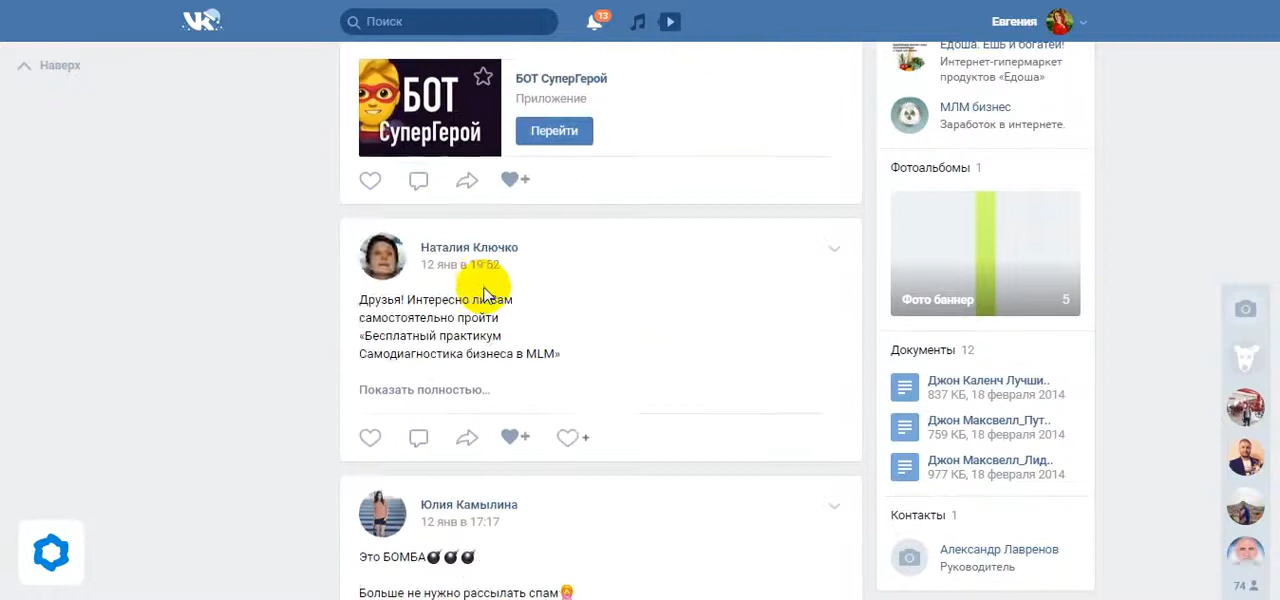 VK
Поиск
13
Евгения
Наверх
БОТ
СуперГерой
БОТ СуперГерой
Приложение
Перейти
Наталия Ключко
12 янв в 19:52
Друзья! Интересно ли вам
самостоятельно пройти
«Бесплатный практикум
Самодиагностика бизнеса в MLM»
Показать полностью...
Юлия Камылина
12 янв в 17:17
Это БОМБА💣💣💣
Больше не нужно рассылать спам
Едоша. Ешь и богатей!
Интернет-гипермаркет
продуктов «Едоша»
МЛМ бизнес
Заработок в интернете.
Фотоальбомы 1
Фото баннер 5
Документы 12
Джон Каленч Лучши..
837 КБ, 18 февраля 2014
Джон Максвелл_Пут..
759 КБ, 18 февраля 2014
Джон Максвелл_Лид..
977 КБ, 18 февраля 2014
Контакты 1
Александр Лавренов
Руководитель
74